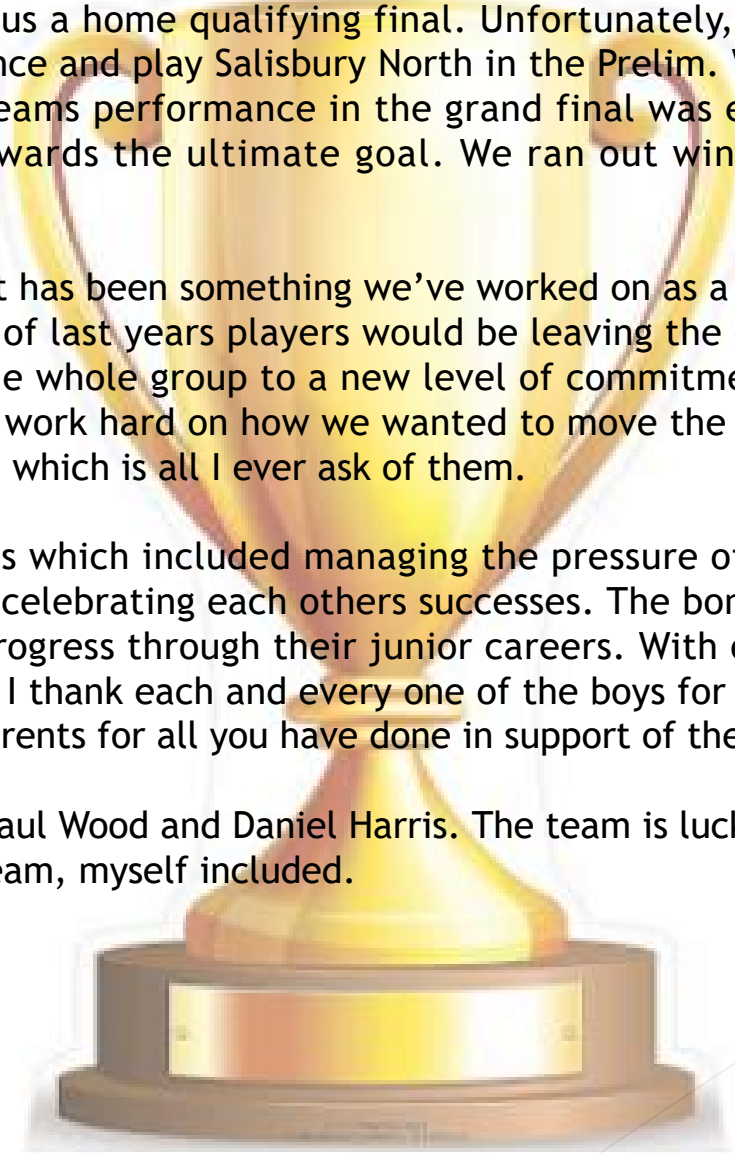 us a home qualifying final. Unfortunately,
nce and play Salisbury North in the Prelim.
eams performance in the grand final was
wards the ultimate goal. We ran out win
t has been something we’ve worked on as a
of last years players would be leaving the
e whole group to a new level of commitme
work hard on how we wanted to move the
which is all I ever ask of them.
s which included managing the pressure of
celebrating each others successes. The bon
rogress through their junior careers. With
I thank each and every one of the boys for
rents for all you have done in support of the
aul Wood and Daniel Harris. The team is luck
eam, myself included.